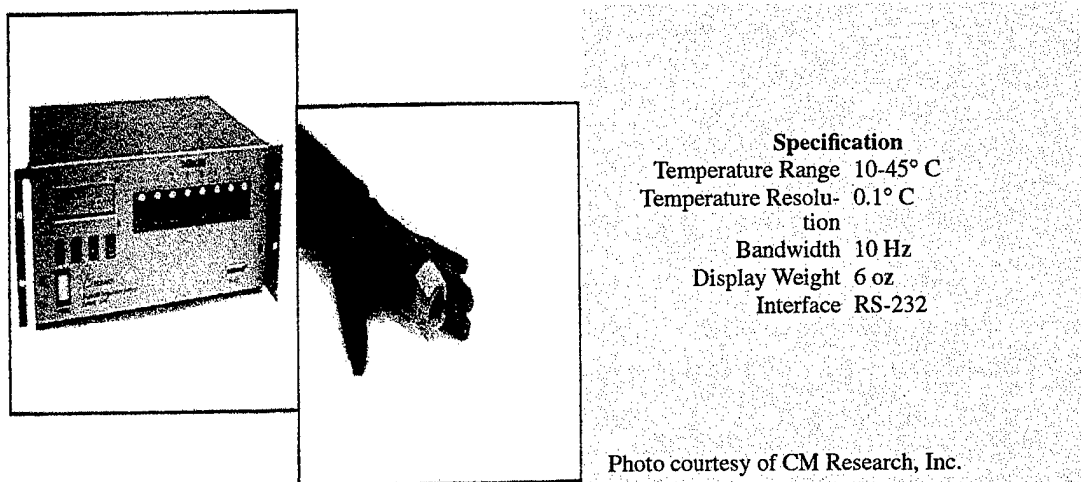 Specification
Temperature Range 10-45° C
Temperature Resolu- 0.1° C
tion
Bandwidth 10 Hz
Display Weight 6 oz
Interface RS-232
Photo courtesy of CM Research, Inc.